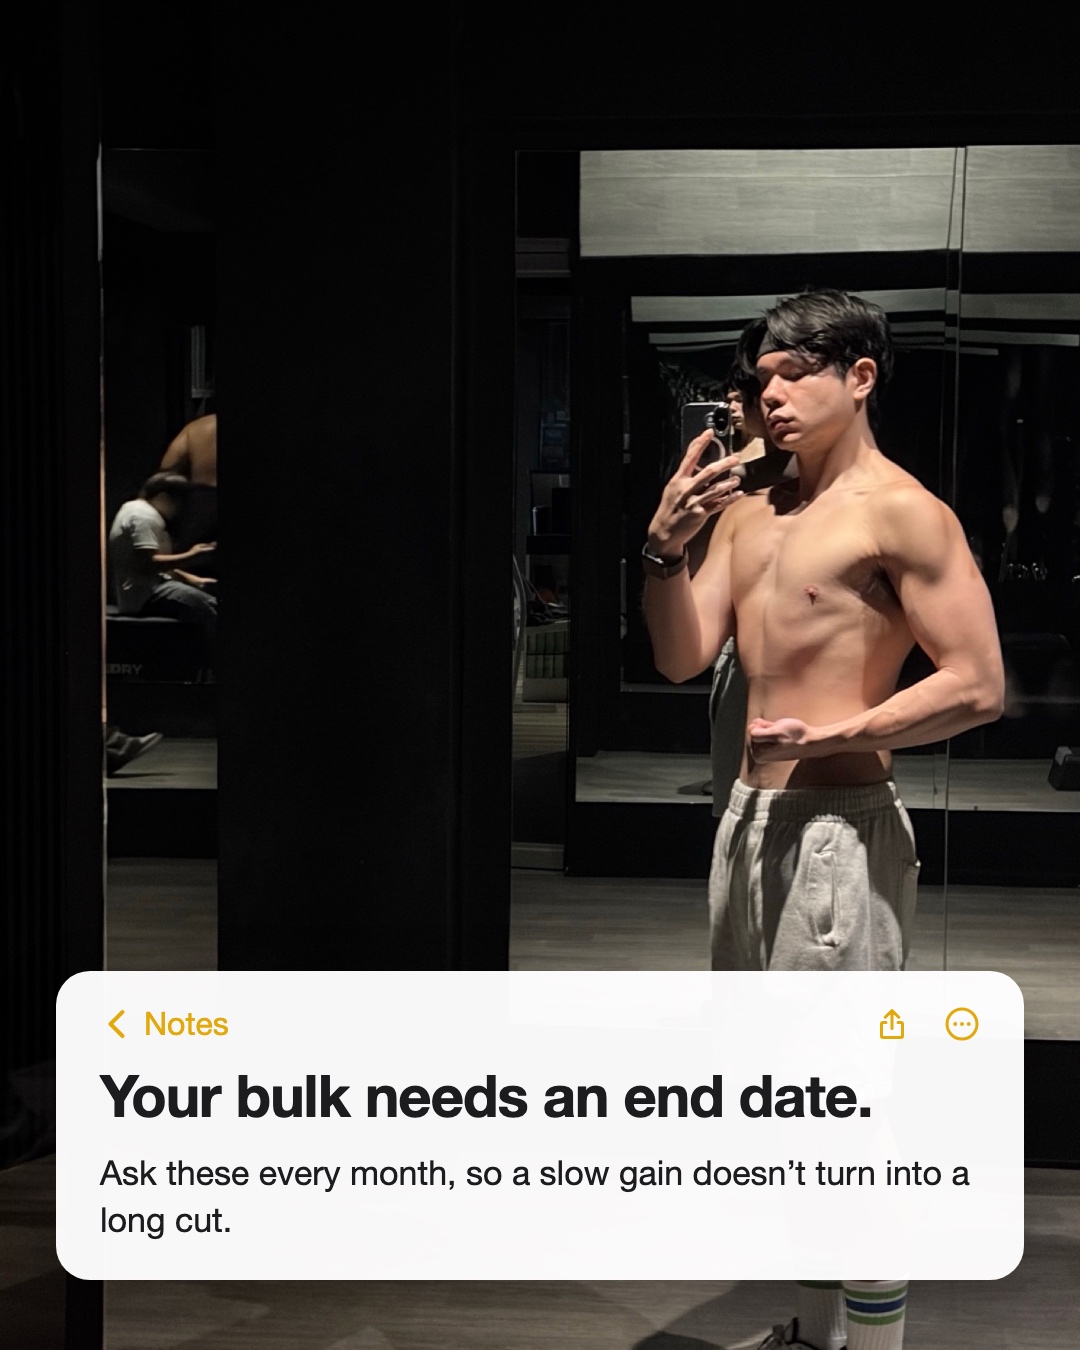 Notes
Your bulk needs an end date.
Ask these every month, so a slow gain doesn’t turn into a
long cut.